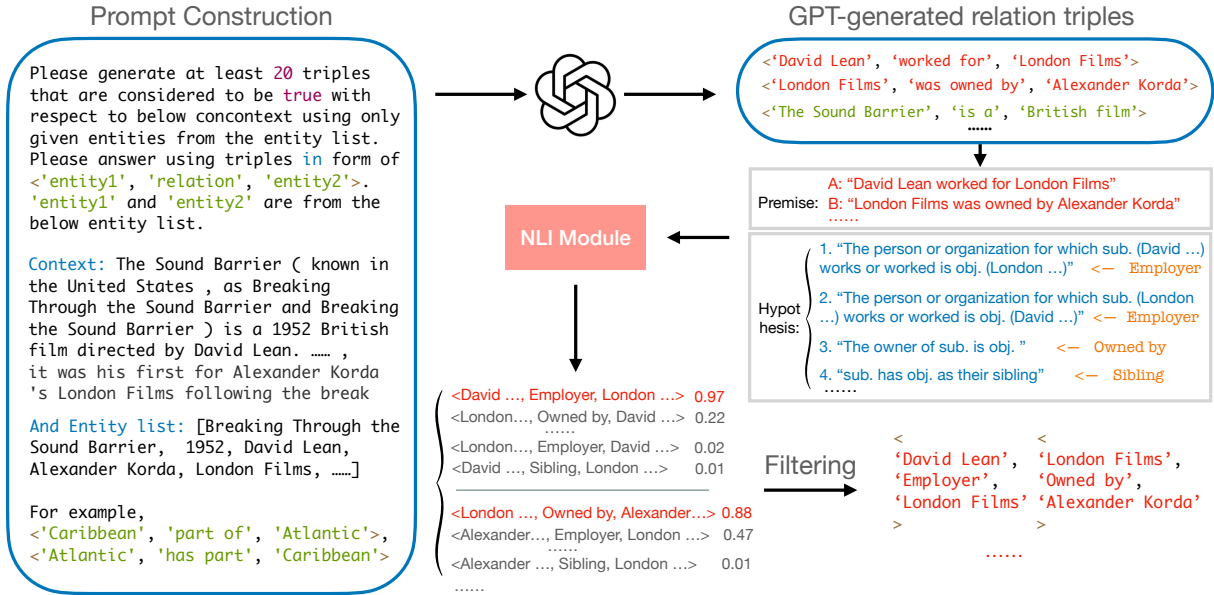 Prompt Construction
Please generate at least 20 triples
that are considered to be true with
respect to below concontext using only
given entities from the entity list.
Please answer using triples in form of
<'entity1', 'relation', 'entity2'>.
'entity1' and 'entity2' are from the
below entity list.
Context: The Sound Barrier ( known in
the United States , as Breaking
Through the Sound Barrier and Breaking
the Sound Barrier ) is a 1952 British
film directed by David Lean. …… ,
it was his first for Alexander Korda
's London Films following the break
And Entity list: [Breaking Through the
Sound Barrier, 1952, David Lean,
Alexander Korda, London Films, ……]
For example,
<'Caribbean', 'part of', 'Atlantic'>,
<'Atlantic', 'has part', 'Caribbean'>
GPT-generated relation triples
<‘David Lean’, ‘worked for’, ‘London Films’>
<‘London Films’, ‘was owned by’, ‘Alexander Korda’>
<‘The Sound Barrier’, ‘is a’, ‘British film’>
……
Premise:
A: “David Lean worked for London Films”
B: “London Films was owned by Alexander Korda”
……
Hypot
hesis:
1. “The person or organization for which sub. (David …)
works or worked is obj. (London …)” <— Employer
2. “The person or organization for which sub. (London
…) works or worked is obj. (David …)” <— Employer
3. “The owner of sub. is obj. ” <— Owned by
4. “sub. has obj. as their sibling” <— Sibling
……
NLI Module
<David …, Employer, London …> 0.97
<London…, Owned by, David …> 0.22
……
<London…, Employer, David …> 0.02
<David …, Sibling, London …> 0.01
<London …, Owned by, Alexander…> 0.88
<Alexander…, Employer, London …> 0.47
……
<Alexander …, Sibling, London …> 0.01
……
Filtering
<
‘David Lean’,
‘Employer’,
‘London Films’
>
<
‘London Films’,
‘Owned by’,
‘Alexander Korda’
>
……